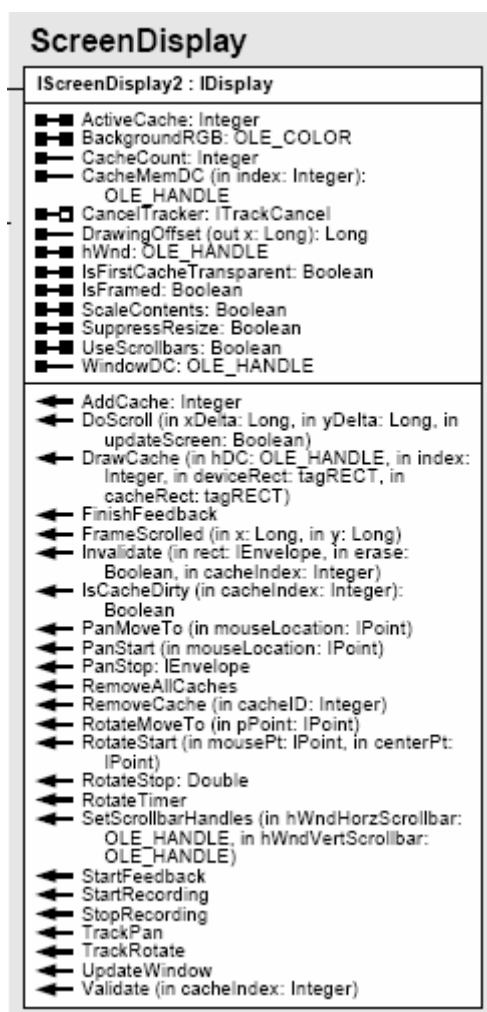 ScreenDisplay
IScreenDisplay2 : IDisplay
ActiveCache: Integer
BackgroundRGB: OLE_COLOR
CacheCount: Integer
CacheMemDC (in index: Integer):
OLE_HANDLE
CancelTracker: ITrackCancel
DrawingOffset (out x: Long): Long
hWnd: OLE_HANDLE
IsFirstCacheTransparent: Boolean
IsFramed: Boolean
ScaleContents: Boolean
SuppressResize: Boolean
UseScrollbars: Boolean
WindowDC: OLE_HANDLE
AddCache: Integer
DoScroll (in xDelta: Long, in yDelta: Long, in
updateScreen: Boolean)
DrawCache (in hDC: OLE_HANDLE, in index:
Integer, in deviceRect: tagRECT, in
cacheRect: tagRECT)
FinishFeedback
FrameScrolled (in x: Long, in y: Long)
Invalidate (in rect: IEnvelope, in erase:
Boolean, in cacheIndex: Integer)
IsCacheDirty (in cacheIndex: Integer):
Boolean
PanMoveTo (in mouseLocation: IPoint)
PanStart (in mouseLocation: IPoint)
PanStop: IEnvelope
RemoveAllCaches
RemoveCache (in cacheID: Integer)
RotateMoveTo (in pPoint: IPoint)
RotateStart (in mousePt: IPoint, in centerPt:
IPoint)
RotateStop: Double
RotateTimer
SetScrollbarHandles (in hWndHorzScrollbar:
OLE_HANDLE, in hWndVertScrollbar:
OLE_HANDLE)
StartFeedback
StartRecording
StopRecording
TrackPan
TrackRotate
UpdateWindow
Validate (in cacheIndex: Integer)